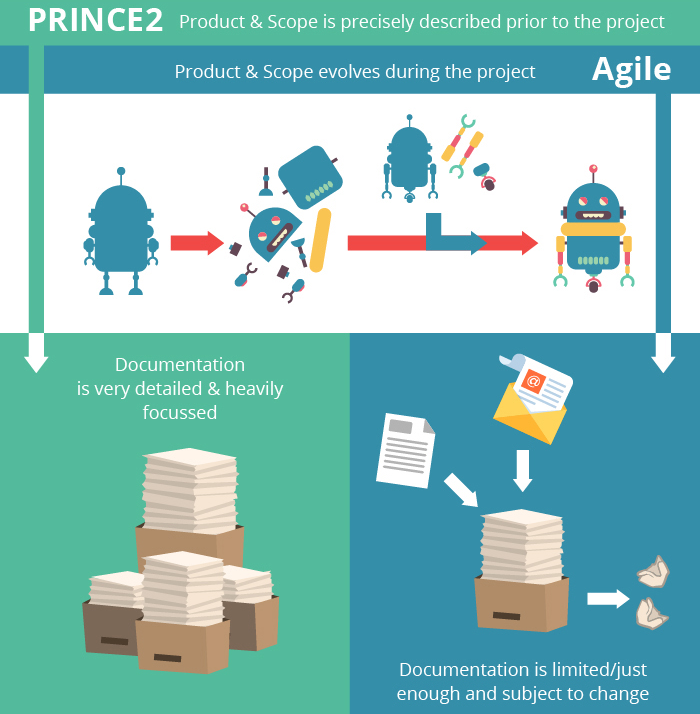 PRINCE2 Product & Scope is precisely described prior to the project
Product & Scope evolves during the project Agile
Documentation
is very detailed & heavily
focussed
@
Documentation is limited/just
enough and subject to change